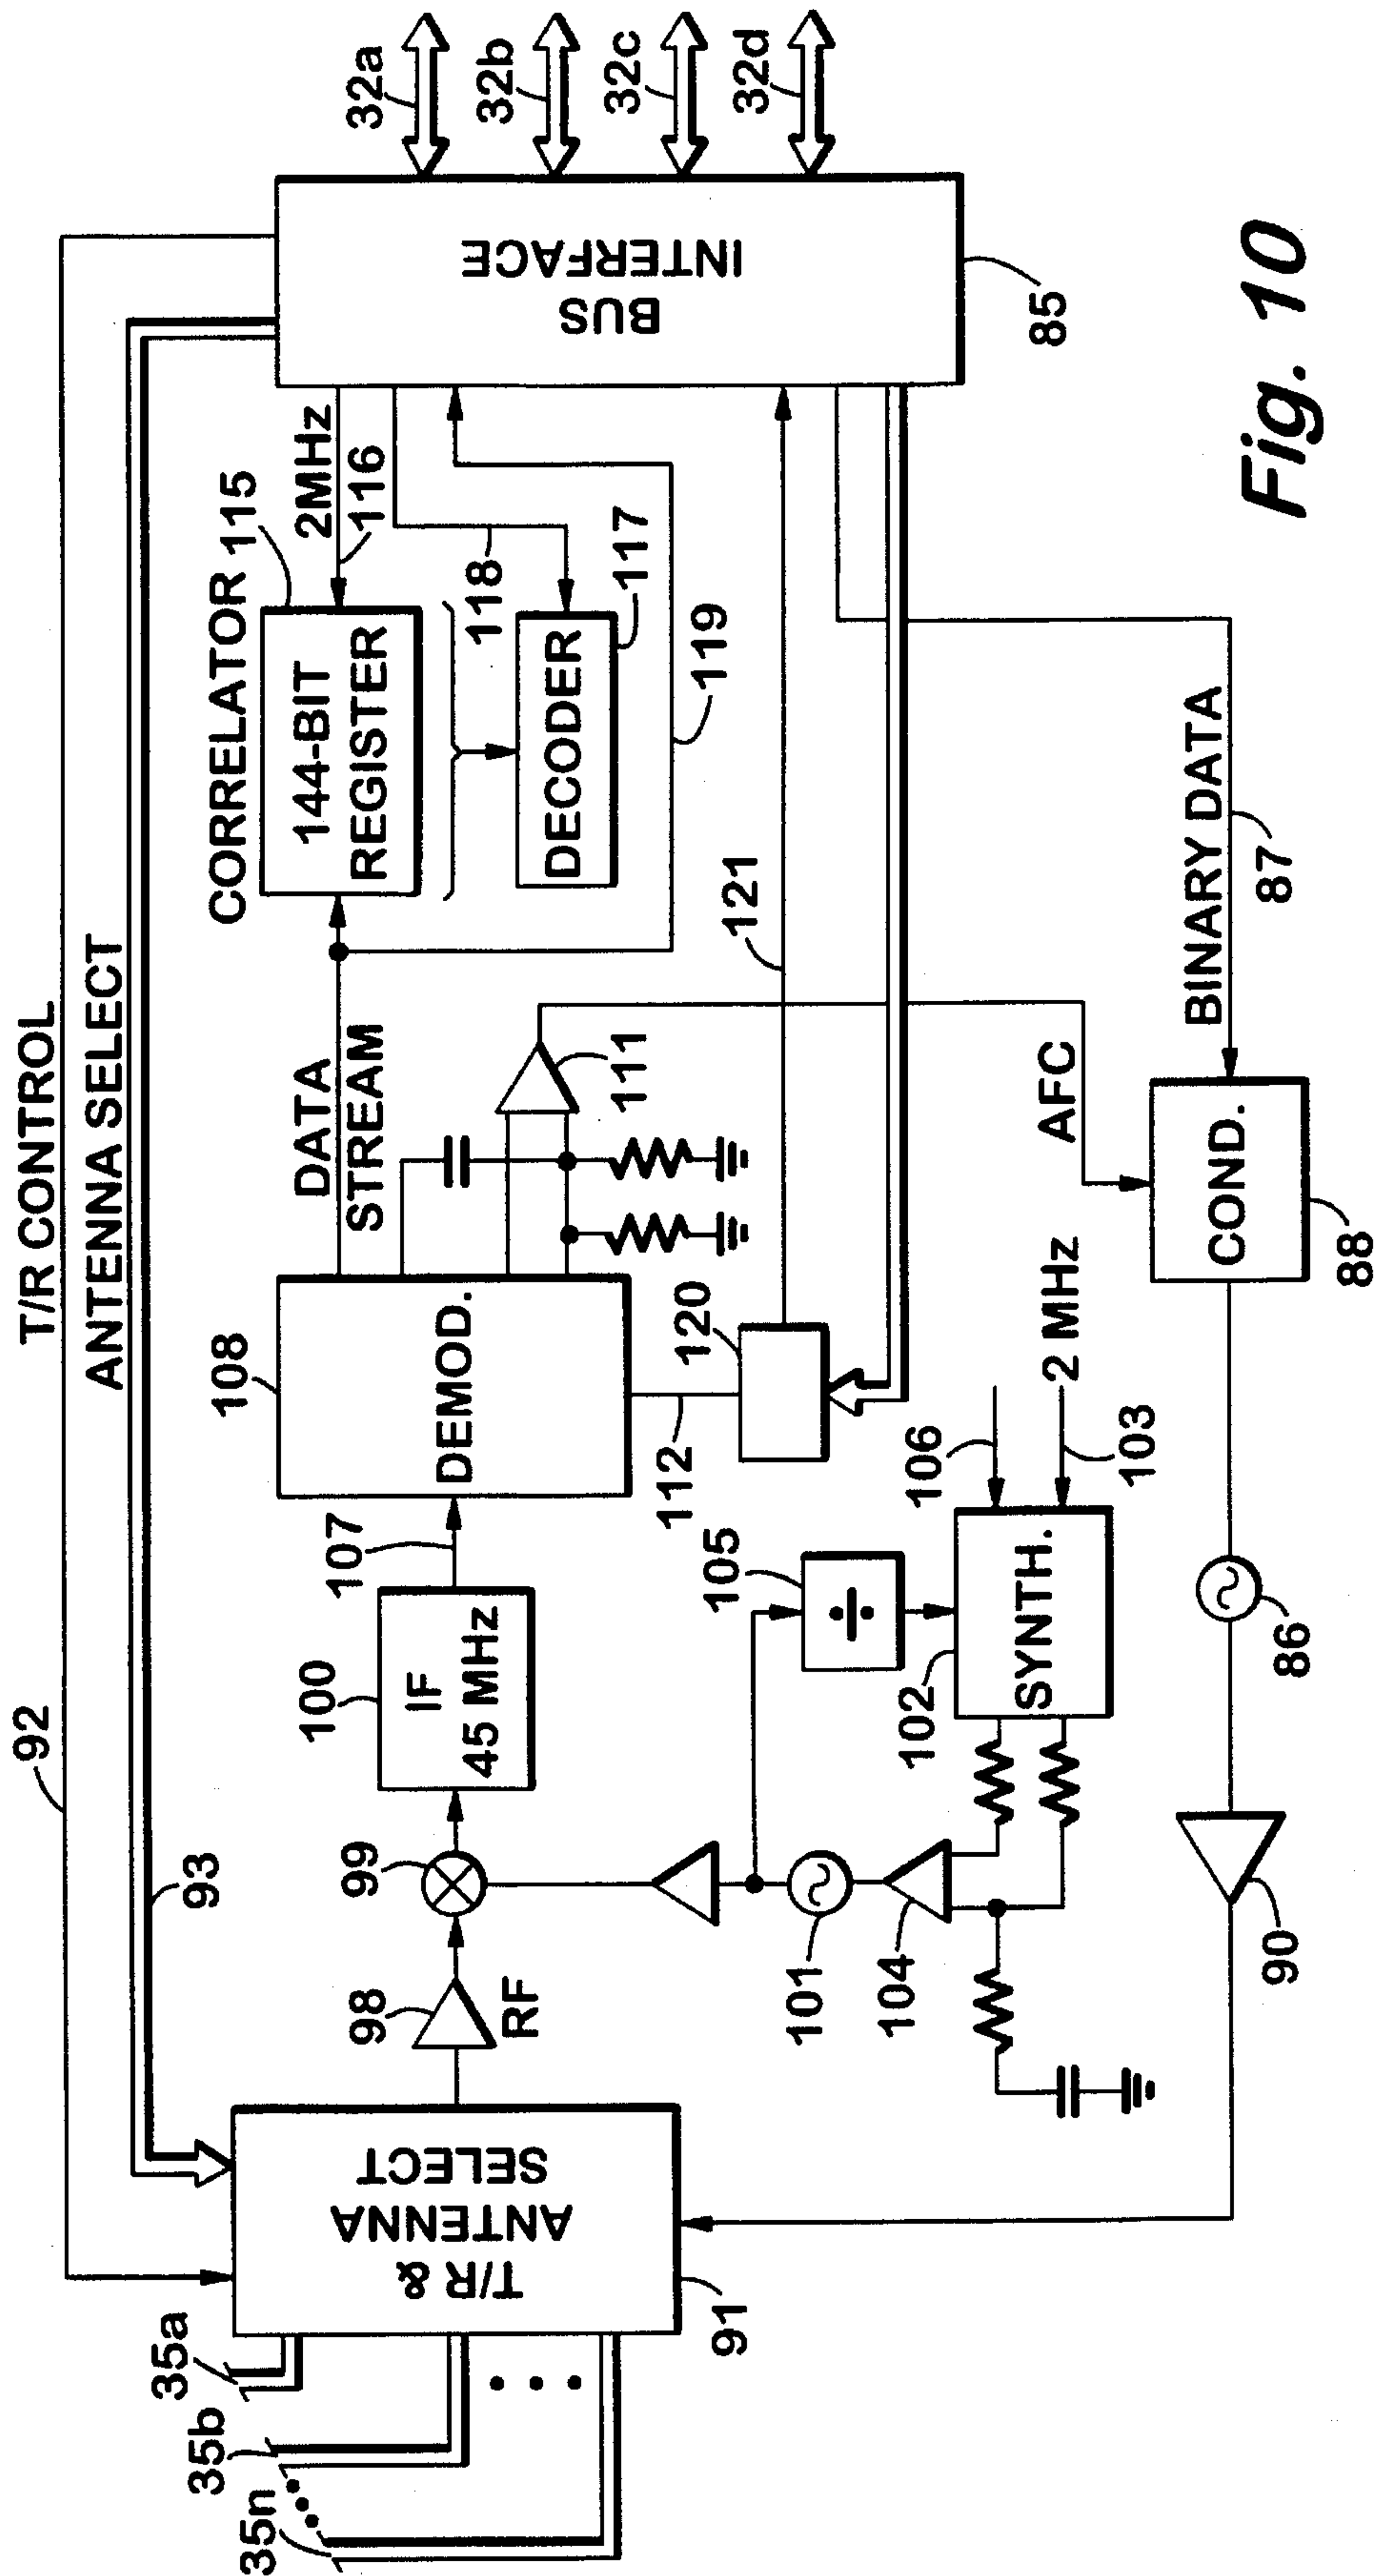 T/R CONTROL
92
ANTENNA SELECT
93
35a
35b
35n
T/R &
ANTENNA
SELECT
91
98
RF
99
100
IF
45 MHz
107
108
DEMOD.
DATA
STREAM
CORRELATOR
115
144-BIT
REGISTER
2MHz
116
118
DECODER
117
119
111
112
120
121
BUS
INTERFACE
85
32a
32b
32c
32d
101
104
105
÷
102
SYNTH.
106
2 MHz
103
AFC
BINARY DATA
87
COND.
88
86
90
Fig. 10